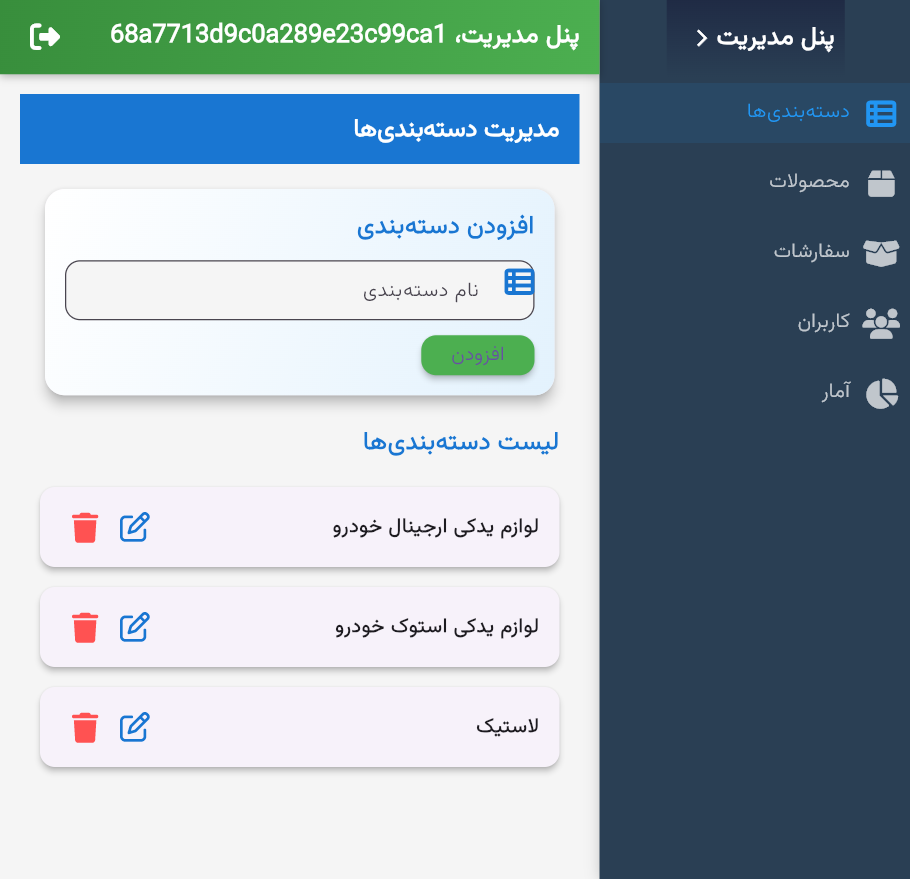 پنل مدیریت
دسته‌بندی‌ها
محصولات
سفارشات
کاربران
آمار
پنل مدیریت، 68a7713d9c0a289e23c99ca1
مدیریت دسته‌بندی‌ها
افزودن دسته‌بندی
نام دسته‌بندی
افزودن
لیست دسته‌بندی‌ها
لوازم یدکی ارجینال خودرو
لوازم یدکی استوک خودرو
لاستیک